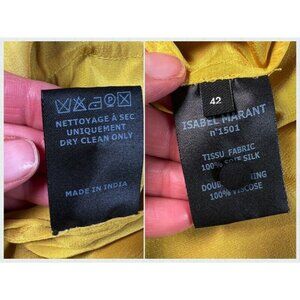 NETTOYAGE À SEC
UNIQUEMENT
DRY CLEAN ONLY
MADE IN INDIA
42
ISABEL MARANT
n°1501
TISSU FABRIC
100% SOIE SILK
100% VISCOSE